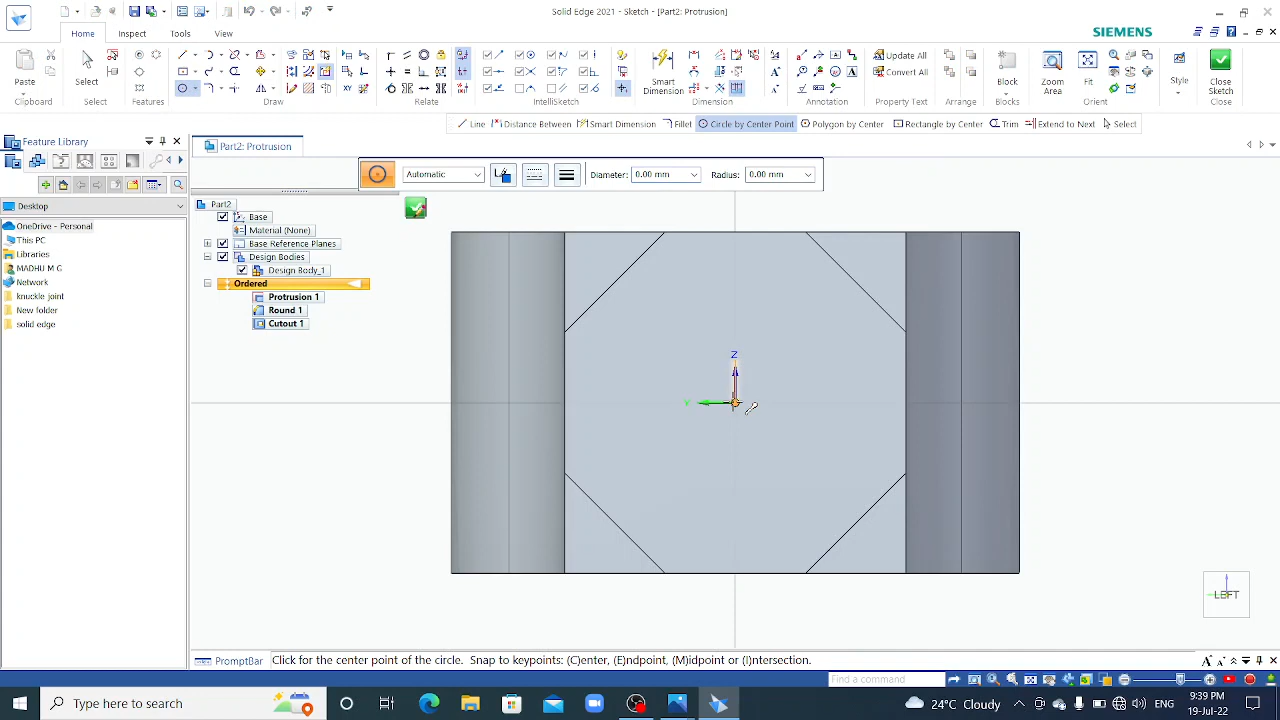 Solid Edge 2021 - Sketch - [Part2: Protrusion]
Home
Inspect
Tools
View
SIEMENS
Paste
Select
Smart
Dimension
Update All
Convert All
Block
Zoom
Area
Fit
Style
Close
Sketch
Clipboard
Select
Features
Draw
Relate
IntelliSketch
Dimension
Annotation
Property Text
Arrange
Blocks
Orient
Close
Line
Distance Between
Smart Dimension
Fillet
Circle by Center Point
Polygon by Center
Rectangle by Center
Trim
Extend to Next
Select
Feature Library
Part2: Protrusion
Automatic
Diameter:
0.00 mm
Radius:
0.00 mm
Desktop
OneDrive - Personal
This PC
Libraries
MADHU M G
Network
knuckle joint
New folder
solid edge
Part2
Base
Material (None)
Base Reference Planes
Design Bodies
Design Body_1
Ordered
Protrusion 1
Round 1
Cutout 1
Z
Y
LEFT
PromptBar
Click for the center point of the circle. Snap to keypoints: (C)enter, (E)ndpoint, (M)idpoint or (I)ntersection.
Find a command
Type here to search
24°C Cloudy
ENG
9:39 PM
19-Jul-22